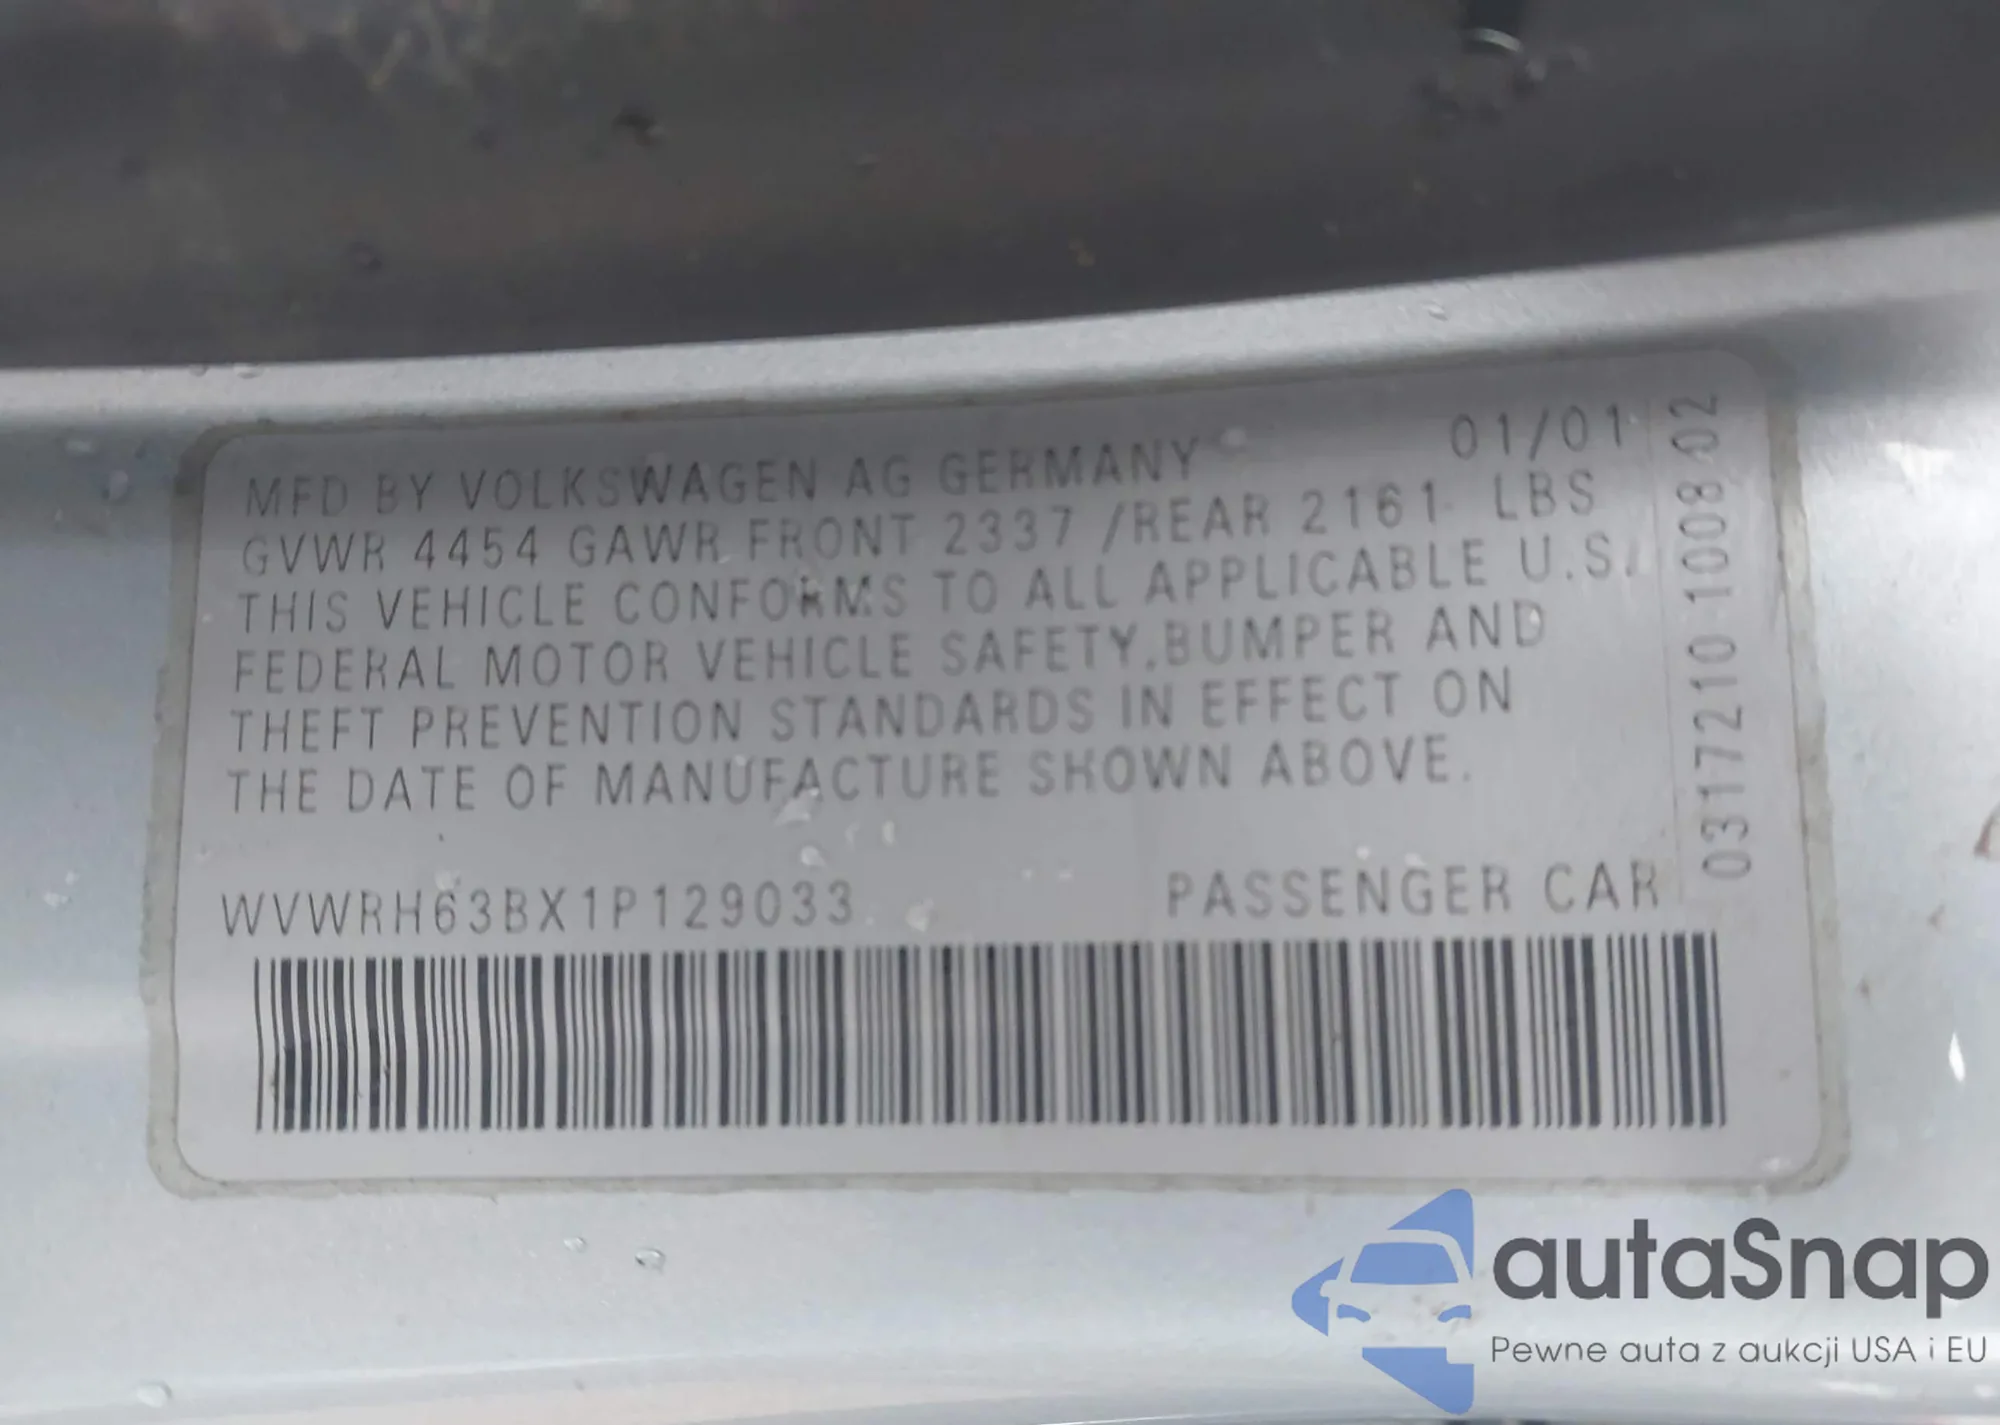 MFD BY VOLKSWAGEN AG GERMANY 01/01
GVWR 4454 GAWR FRONT 2337 /REAR 2161 LBS
THIS VEHICLE CONFORMS TO ALL APPLICABLE U.S.
FEDERAL MOTOR VEHICLE SAFETY,BUMPER AND
THEFT PREVENTION STANDARDS IN EFFECT ON
THE DATE OF MANUFACTURE SHOWN ABOVE.
WVWRH63BX1P129033 PASSENGER CAR
0317210 1008 02
autaSnap
Pewne auta z aukcji USA i EU